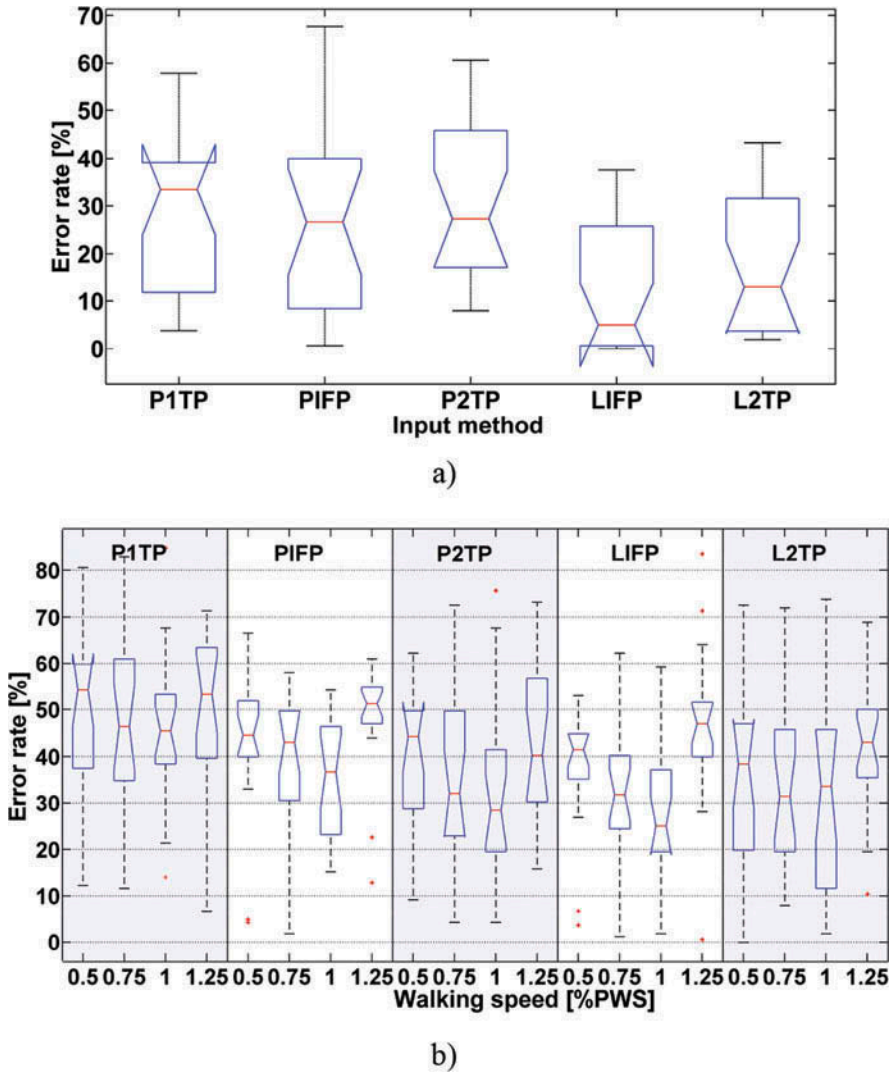 70
60
50
40
30
20
10
0
Error rate [%]
P1TP PIFP P2TP LIFP L2TP
Input method
a)
P1TP PIFP P2TP LIFP L2TP
80
70
60
50
40
30
20
10
0
Error rate [%]
0.5 0.75 1 1.25 0.5 0.75 1 1.25 0.5 0.75 1 1.25 0.5 0.75 1 1.25 0.5 0.75 1 1.25
Walking speed [%PWS]
b)